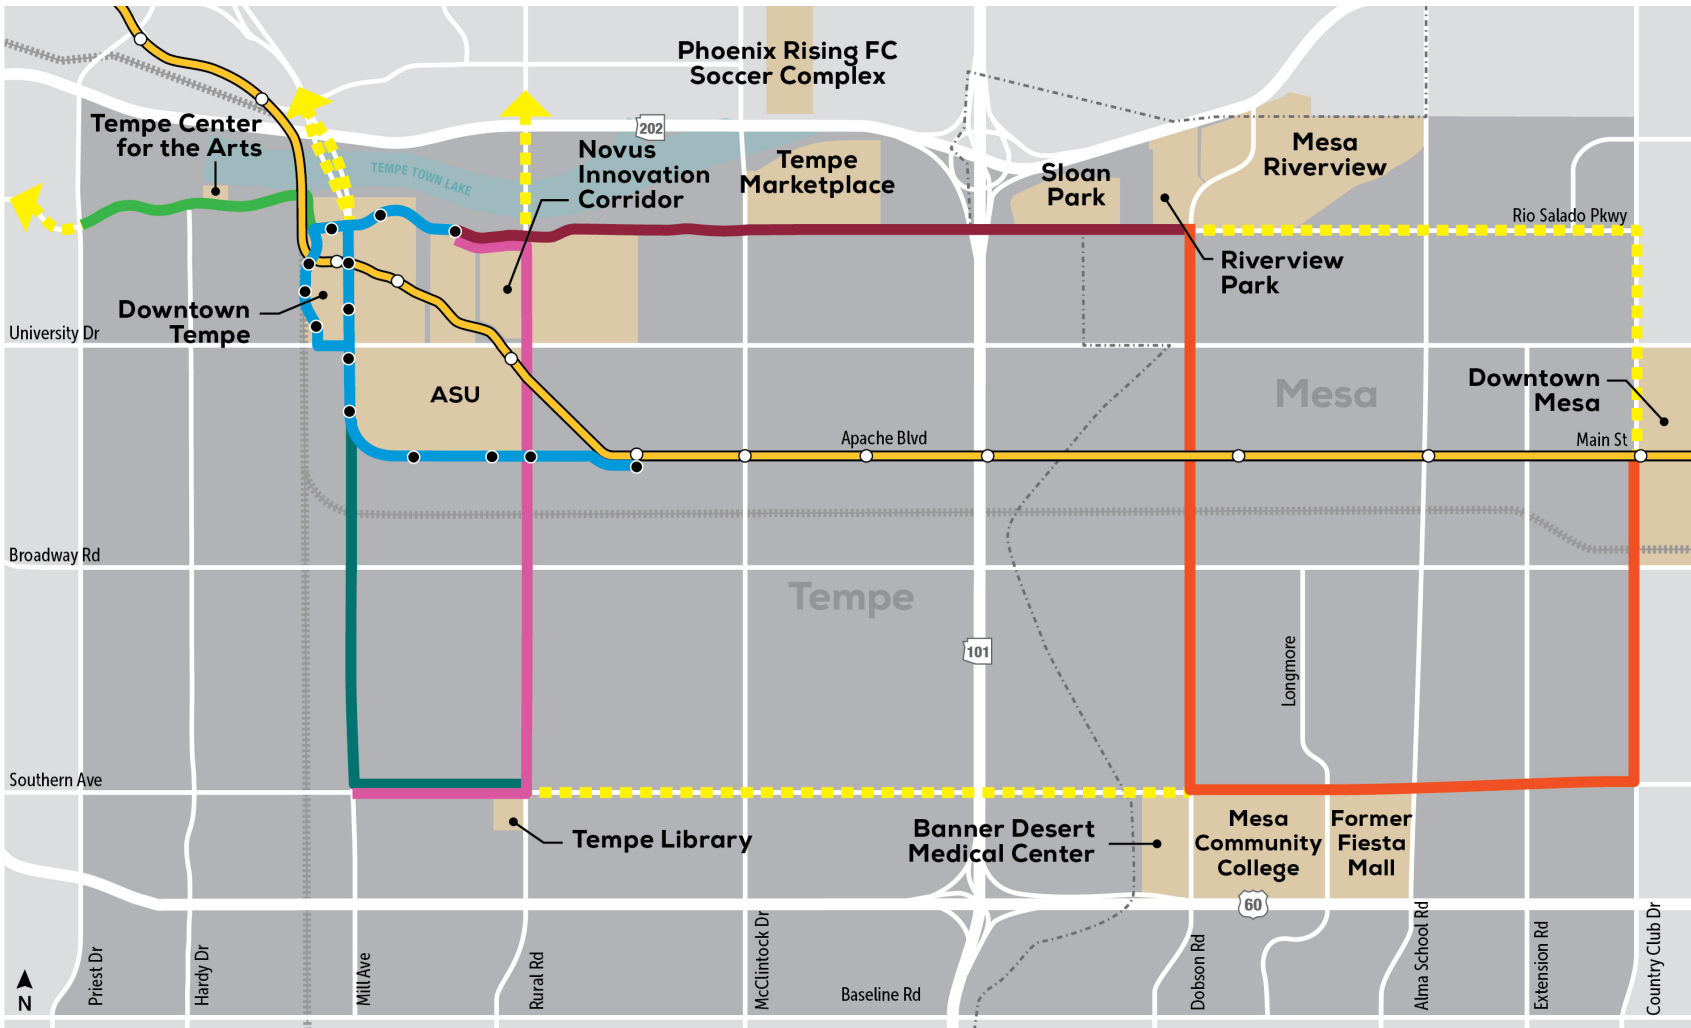 Phoenix Rising FC
Soccer Complex
202
Tempe Center
for the Arts
Novus
Innovation
Corridor
TEMPE TOWN LAKE
Tempe
Marketplace
Sloan
Park
Mesa
Riverview
Rio Salado Pkwy
Riverview
Park
Downtown
Tempe
University Dr
ASU
Mesa
Downtown
Mesa
Apache Blvd
Main St
Broadway Rd
Tempe
101
Longmore
Southern Ave
Tempe Library
Banner Desert
Medical Center
Mesa
Community
College
Former
Fiesta
Mall
60
Priest Dr
Hardy Dr
Mill Ave
Rural Rd
McClintock Dr
Baseline Rd
Dobson Rd
Alma School Rd
Extension Rd
Country Club Dr
N